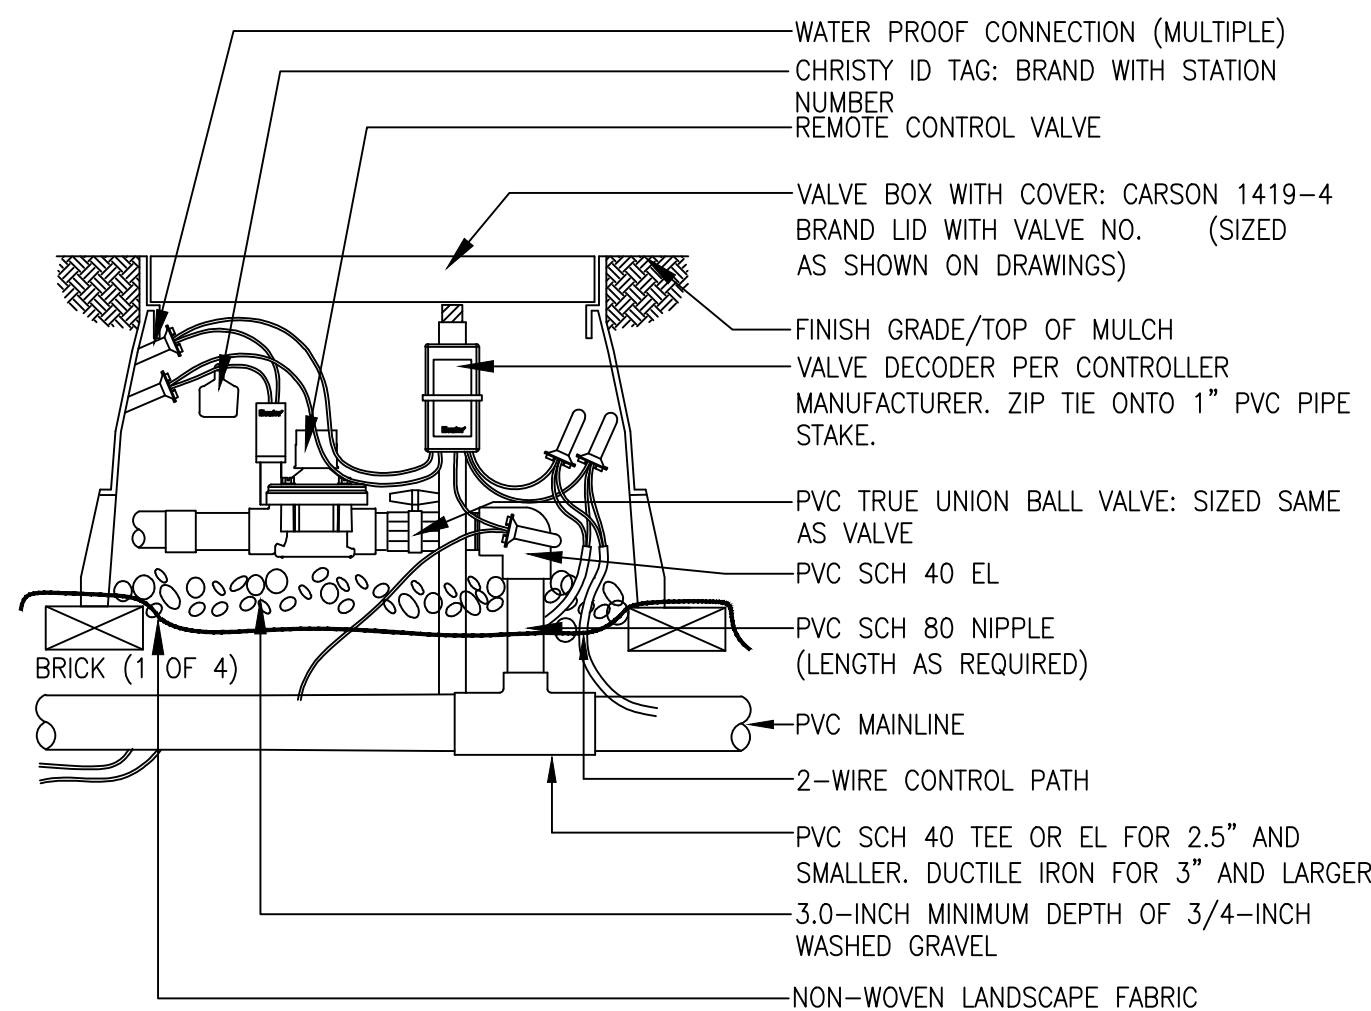 WATER PROOF CONNECTION (MULTIPLE)
CHRISTY ID TAG: BRAND WITH STATION
NUMBER
REMOTE CONTROL VALVE
VALVE BOX WITH COVER: CARSON 1419-4
BRAND LID WITH VALVE NO. (SIZED
AS SHOWN ON DRAWINGS)
FINISH GRADE/TOP OF MULCH
VALVE DECODER PER CONTROLLER
MANUFACTURER. ZIP TIE ONTO 1" PVC PIPE
STAKE.
PVC TRUE UNION BALL VALVE: SIZED SAME
AS VALVE
PVC SCH 40 EL
PVC SCH 80 NIPPLE
(LENGTH AS REQUIRED)
BRICK (1 OF 4)
PVC MAINLINE
2-WIRE CONTROL PATH
PVC SCH 40 TEE OR EL FOR 2.5" AND
SMALLER. DUCTILE IRON FOR 3" AND LARGER
3.0-INCH MINIMUM DEPTH OF 3/4-INCH
WASHED GRAVEL
NON-WOVEN LANDSCAPE FABRIC